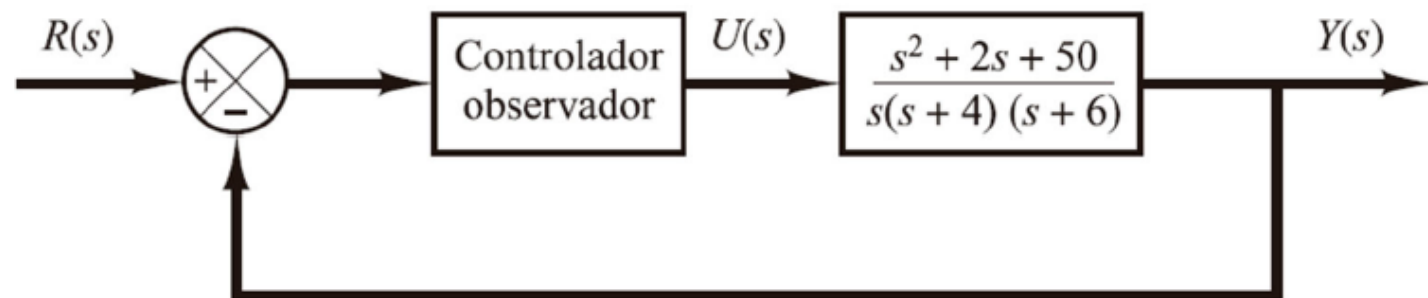 R(s)
+
−
Controlador
observador
U(s)
s² + 2s + 50
s(s + 4) (s + 6)
Y(s)